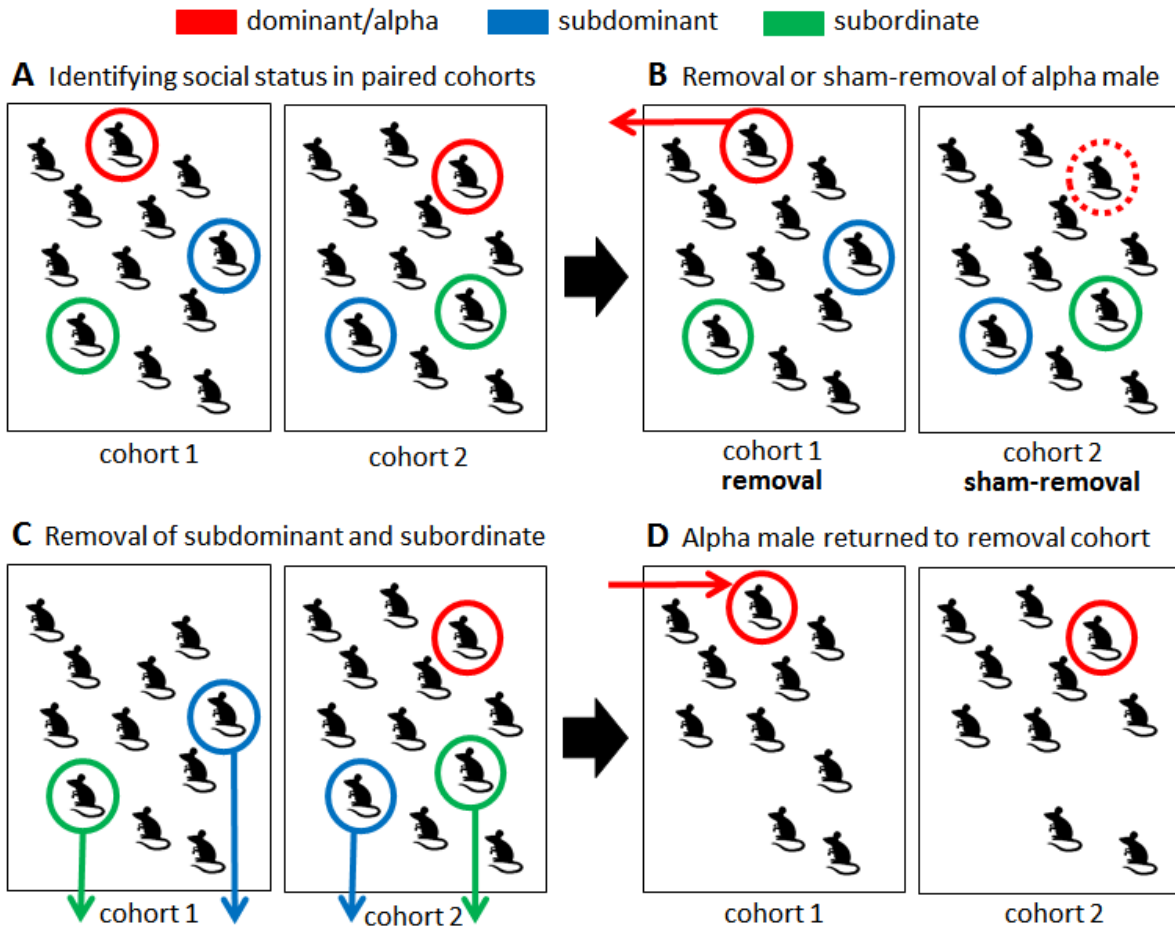 dominant/alpha subdominant subordinate
A Identifying social status in paired cohorts
B Removal or sham-removal of alpha male
cohort 1
cohort 2
cohort 1
removal
cohort 2
sham-removal
C Removal of subdominant and subordinate
D Alpha male returned to removal cohort
cohort 1
cohort 2
cohort 1
cohort 2